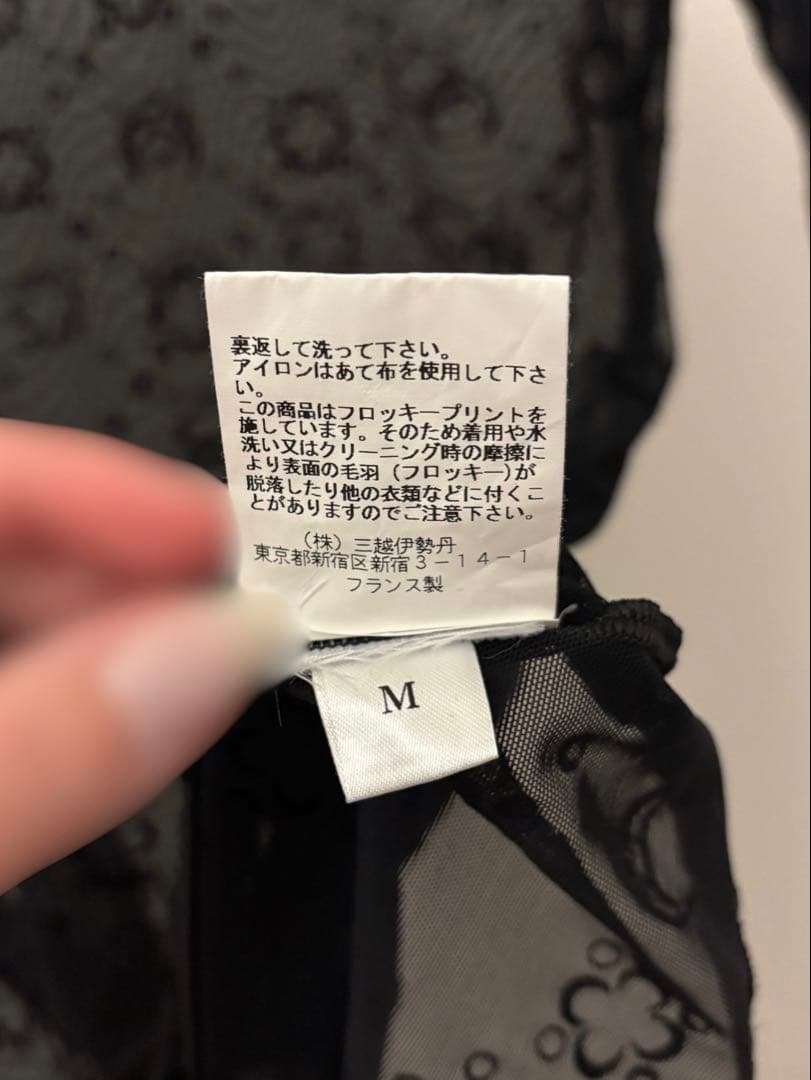 裏返して洗って下さい。
アイロンはあて布を使用して下さ
い。
この商品はフロッキープリントを
施しています。そのため着用や水
洗い又はクリーニング時の摩擦に
より表面の毛羽（フロッキー）が
脱落したり他の衣類などに付くこ
とがありますのでご注意下さい。
（株）三越伊勢丹
東京都新宿区新宿３－１４－１
フランス製
M